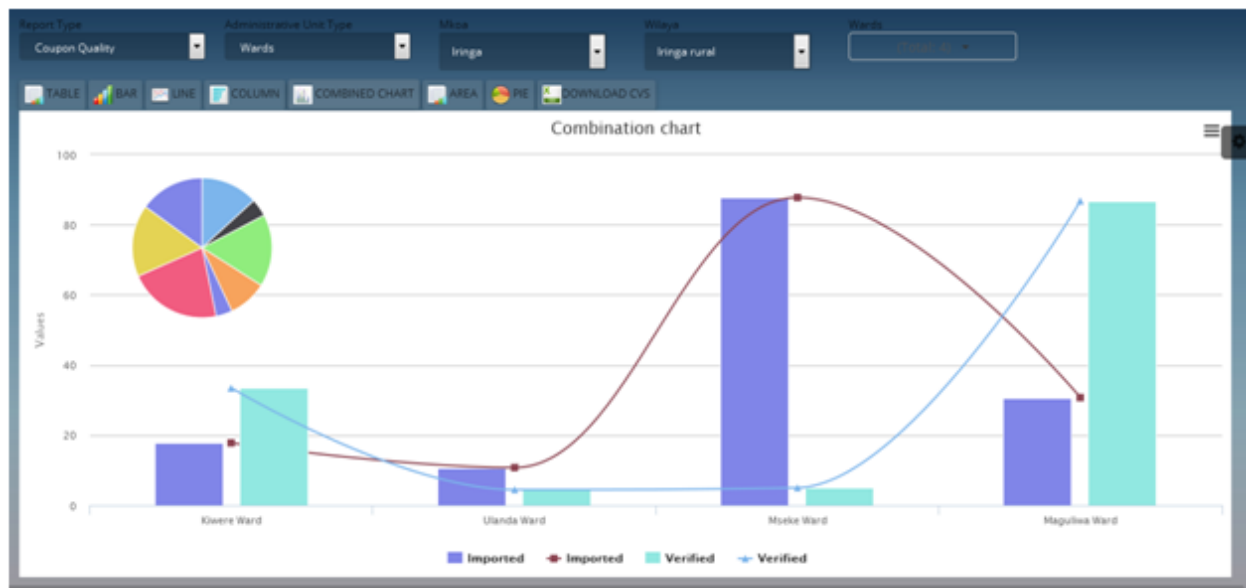 Report Type
Administrative Unit Type
Mkoa
Wilaya
Wards
Coupon Quality
Wards
Iringa
Iringa rural
TABLE BAR LINE COLUMN COMBINED CHART AREA PIE DOWNLOAD CVS
Combination chart
100
80
60
40
20
0
Values
Kiwere Ward
Ulanda Ward
Mseke Ward
Maguliwa Ward
Imported Imported Verified Verified